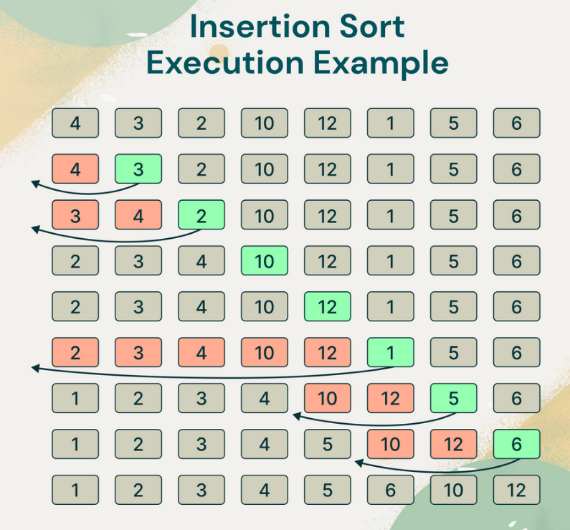 Insertion Sort
Execution Example
4 3 2 10 12 1 5 6
4 3 2 10 12 1 5 6
3 4 2 10 12 1 5 6
2 3 4 10 12 1 5 6
2 3 4 10 12 1 5 6
2 3 4 10 12 1 5 6
1 2 3 4 10 12 5 6
1 2 3 4 5 10 12 6
1 2 3 4 5 6 10 12